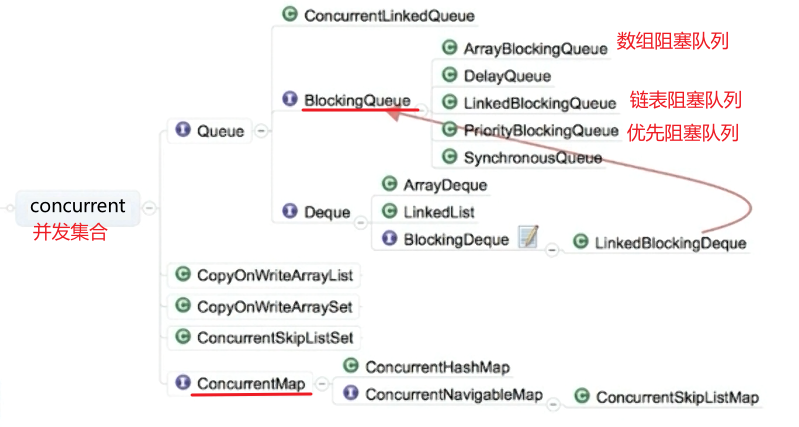 ConcurrentLinkedQueue
ArrayBlockingQueue 数组阻塞队列
DelayQueue
BlockingQueue
LinkedBlockingQueue 链表阻塞队列
Queue
PriorityBlockingQueue 优先阻塞队列
SynchronousQueue
ArrayDeque
concurrent
Deque
LinkedList
并发集合
BlockingDeque
LinkedBlockingDeque
CopyOnWriteArrayList
CopyOnWriteArraySet
ConcurrentSkipListSet
ConcurrentHashMap
ConcurrentMap
ConcurrentNavigableMap
ConcurrentSkipListMap